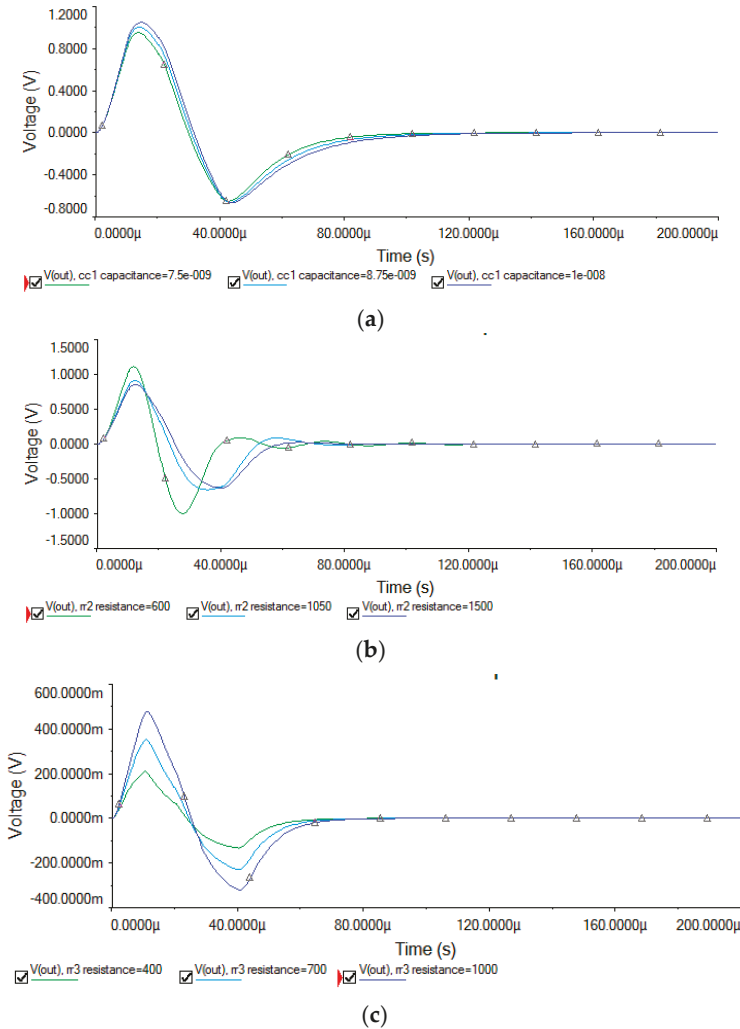 1.2000
0.8000
0.4000
0.0000
-0.4000
-0.8000
Voltage (V)
0.0000µ 40.0000µ 80.0000µ 120.0000µ 160.0000µ 200.0000µ
Time (s)
V(out), cc1 capacitance=7.5e-009 V(out), cc1 capacitance=8.75e-009 V(out), cc1 capacitance=1e-008
(a)
1.5000
1.0000
0.5000
0.0000
-0.5000
-1.0000
-1.5000
Voltage (V)
0.0000µ 40.0000µ 80.0000µ 120.0000µ 160.0000µ 200.0000µ
Time (s)
V(out), rr2 resistance=600 V(out), rr2 resistance=1050 V(out), rr2 resistance=1500
(b)
600.0000m
400.0000m
200.0000m
0.0000m
-200.0000m
-400.0000m
Voltage (V)
0.0000µ 40.0000µ 80.0000µ 120.0000µ 160.0000µ 200.0000µ
Time (s)
V(out), rr3 resistance=400 V(out), rr3 resistance=700 V(out), rr3 resistance=1000
(c)